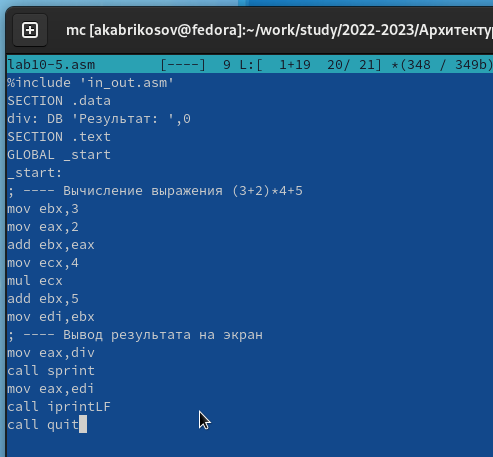 mc [akabrikosov@fedora]:~/work/study/2022-2023/Архитектур
lab10-5.asm [----] 9 L:[ 1+19 20/ 21] *(348 / 349b)
%include 'in_out.asm'
SECTION .data
div: DB 'Результат: ',0
SECTION .text
GLOBAL _start
_start:
; ---- Вычисление выражения (3+2)*4+5
mov ebx,3
mov eax,2
add ebx,eax
mov ecx,4
mul ecx
add ebx,5
mov edi,ebx
; ---- Вывод результата на экран
mov eax,div
call sprint
mov eax,edi
call iprintLF
call quit